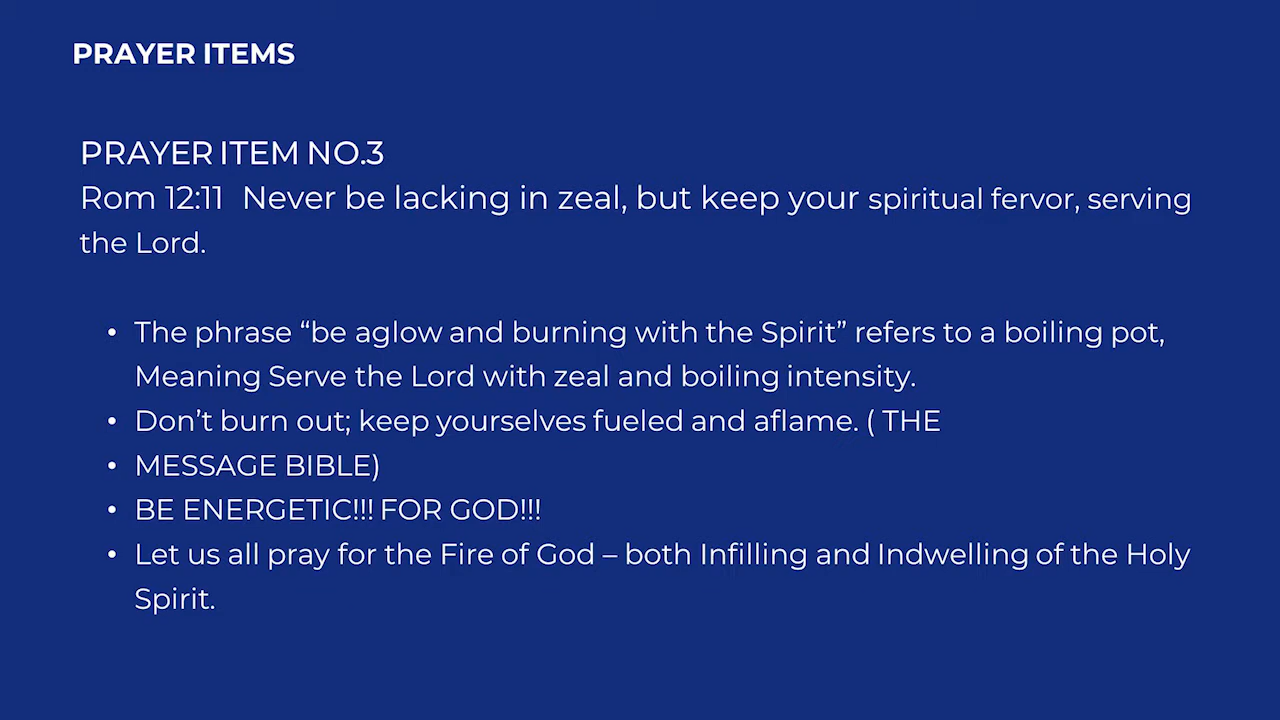 PRAYER ITEMS
PRAYER ITEM NO.3
Rom 12:11  Never be lacking in zeal, but keep your spiritual fervor, serving
the Lord.
• The phrase “be aglow and burning with the Spirit” refers to a boiling pot,
Meaning Serve the Lord with zeal and boiling intensity.
• Don’t burn out; keep yourselves fueled and aflame. ( THE
• MESSAGE BIBLE)
• BE ENERGETIC!!! FOR GOD!!!
• Let us all pray for the Fire of God – both Infilling and Indwelling of the Holy
Spirit.